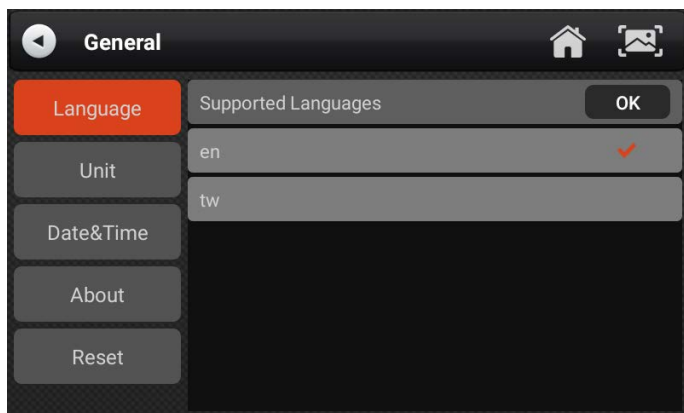 General
Language
Unit
Date&Time
About
Reset
Supported Languages
OK
en
tw